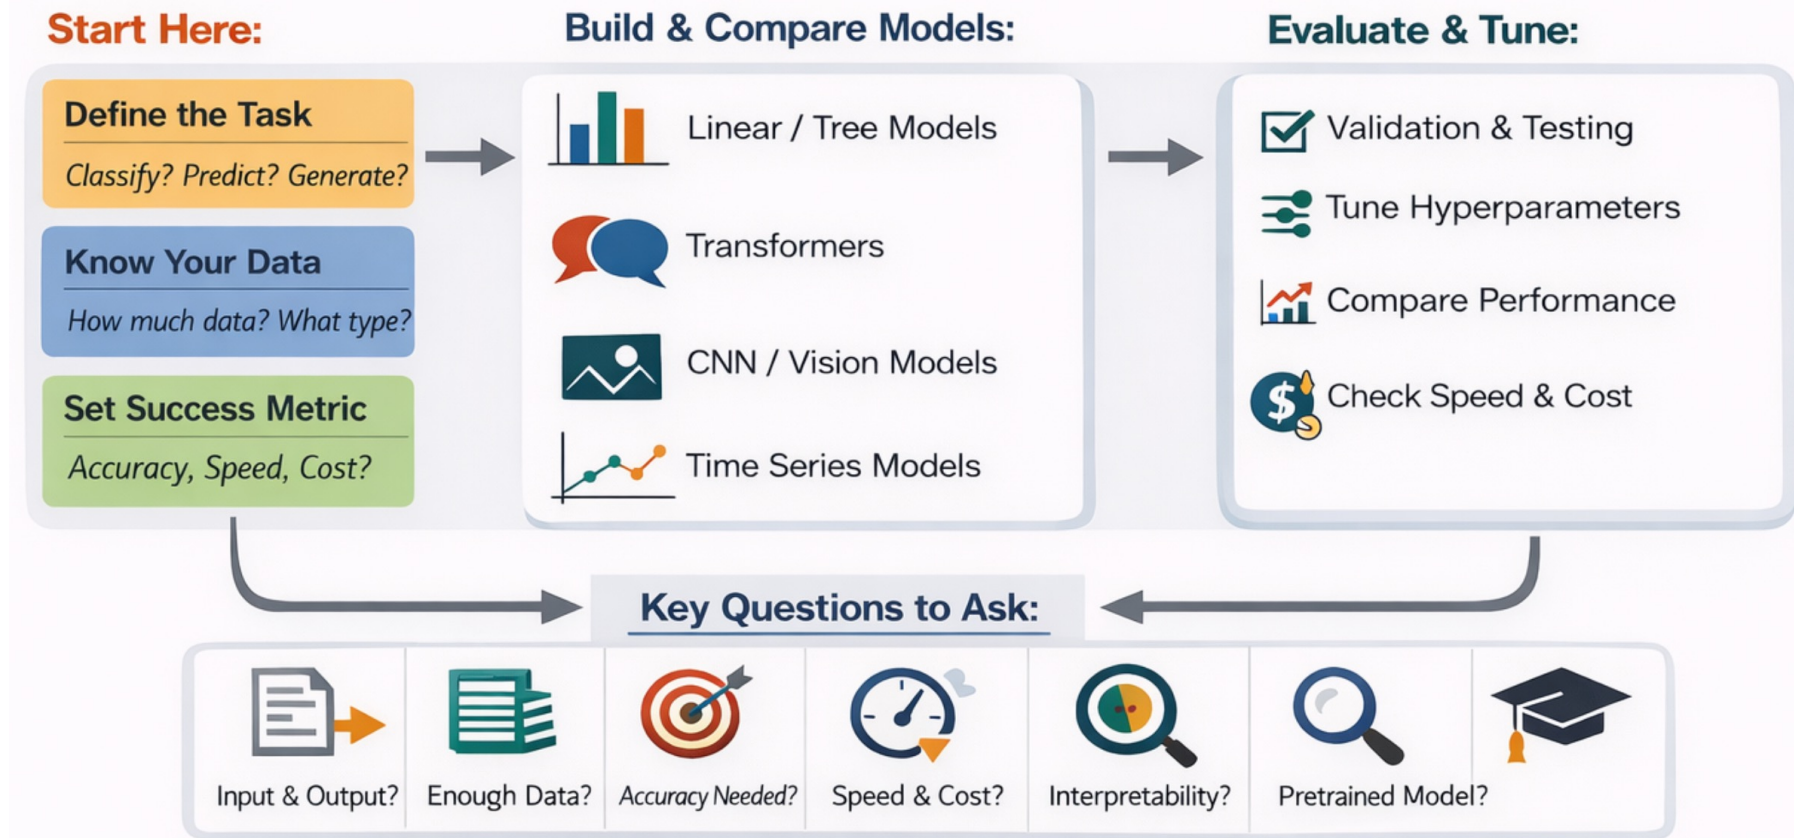 Start Here:
Define the Task
Classify? Predict? Generate?
Know Your Data
How much data? What type?
Set Success Metric
Accuracy, Speed, Cost?
Build & Compare Models:
Linear / Tree Models
Transformers
CNN / Vision Models
Time Series Models
Evaluate & Tune:
Validation & Testing
Tune Hyperparameters
Compare Performance
$
Check Speed & Cost
Key Questions to Ask:
Input & Output?
Enough Data?
Accuracy Needed?
Speed & Cost?
Interpretability?
Pretrained Model?